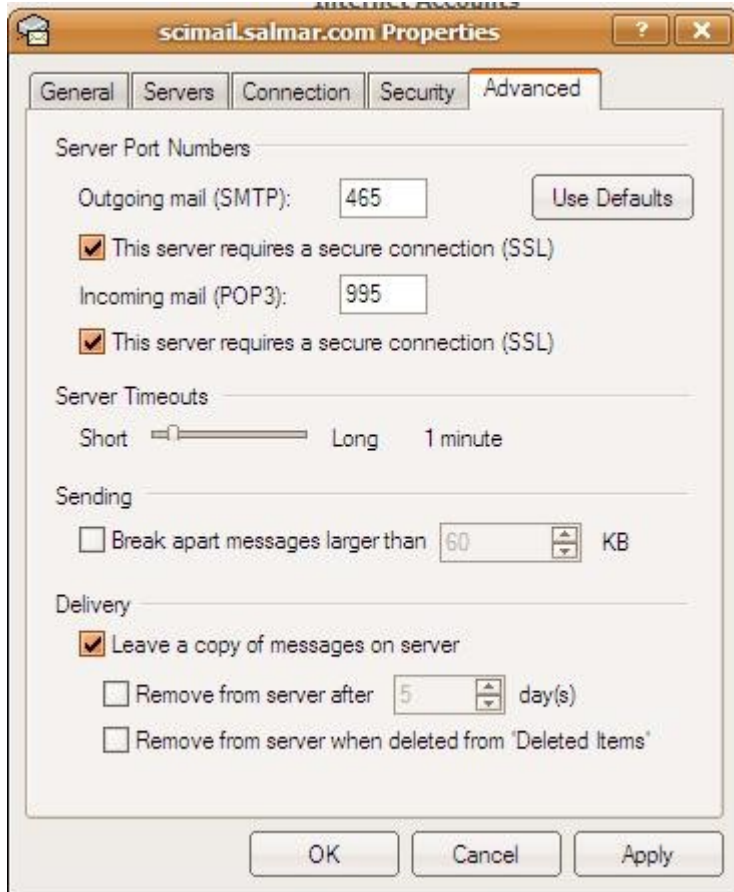 Internet Accounts
scimail.salmar.com Properties
General Servers Connection Security Advanced
Server Port Numbers
Outgoing mail (SMTP): 465 Use Defaults
This server requires a secure connection (SSL)
Incoming mail (POP3): 995
This server requires a secure connection (SSL)
Server Timeouts
Short Long 1 minute
Sending
Break apart messages larger than 60 KB
Delivery
Leave a copy of messages on server
Remove from server after 5 day(s)
Remove from server when deleted from 'Deleted Items'
OK Cancel Apply